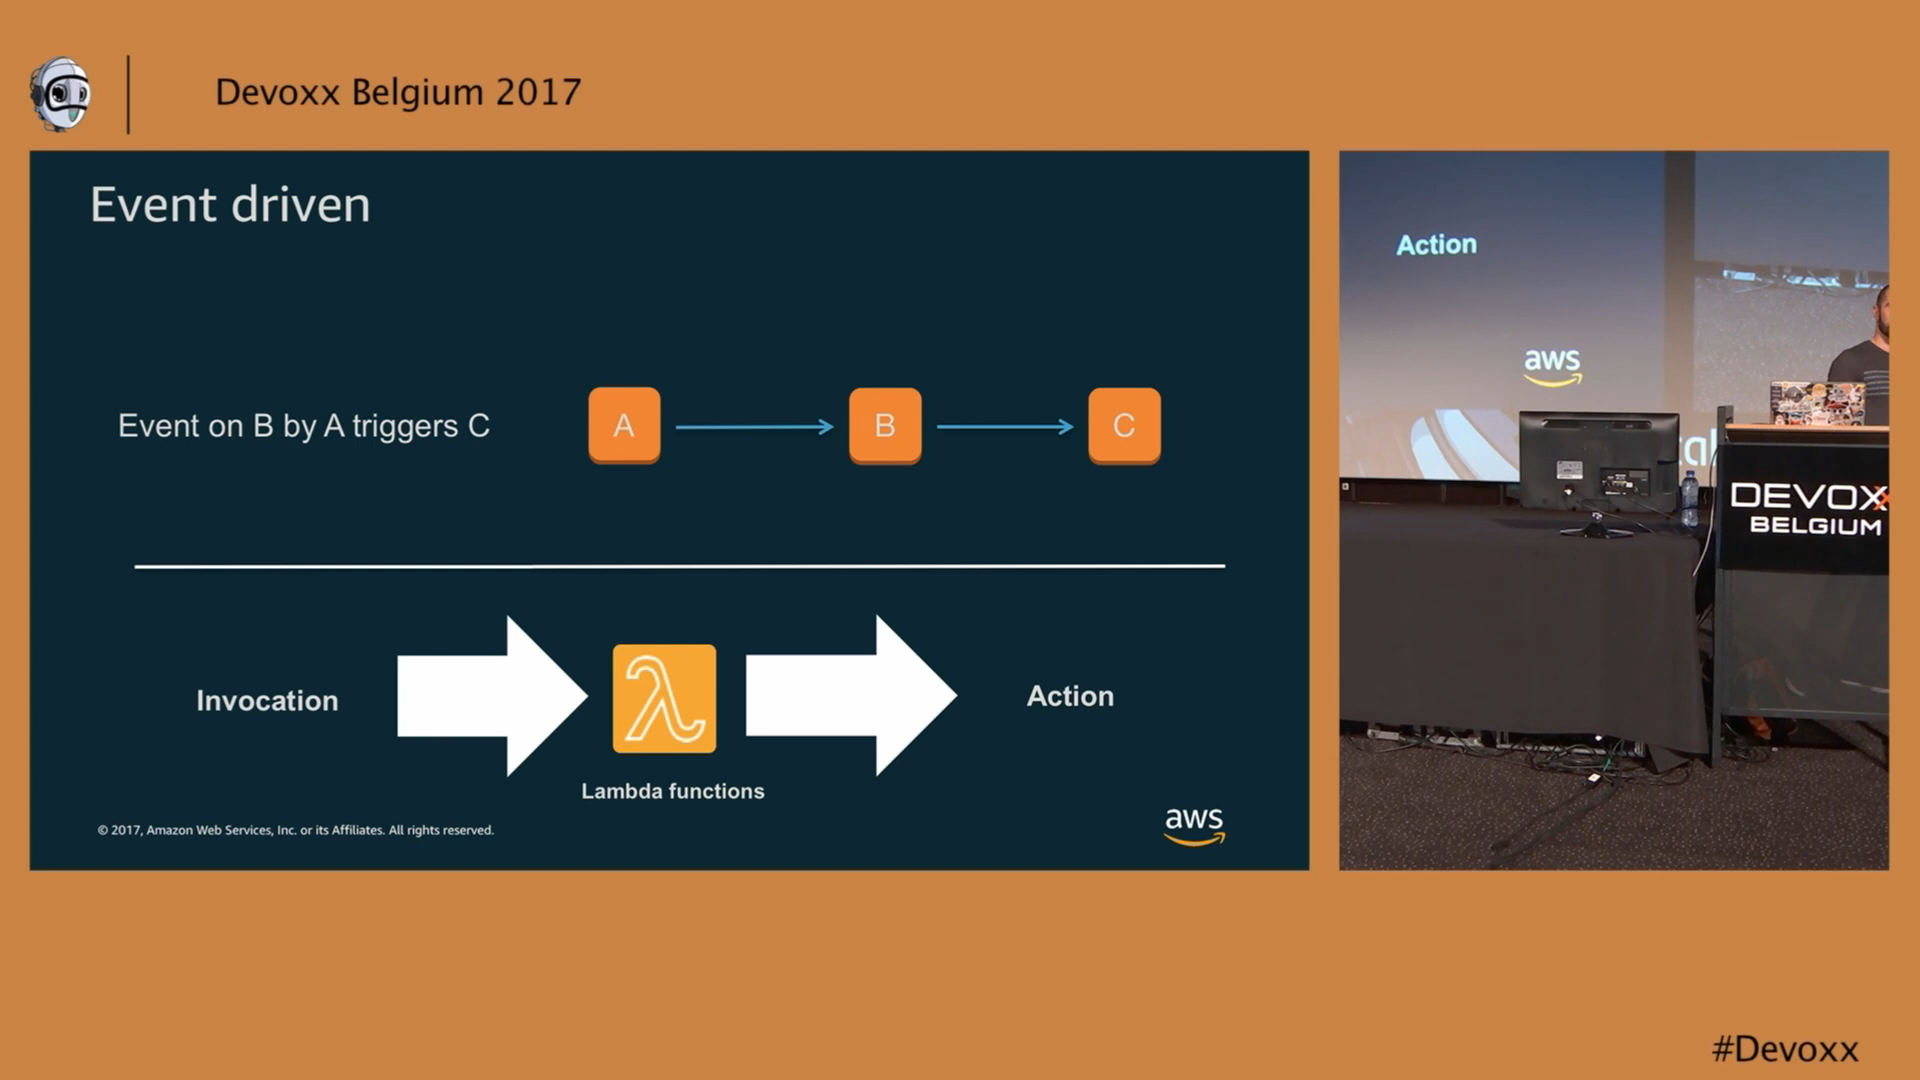 Devoxx Belgium 2017
Event driven
Event on B by A triggers C
A
B
C
Invocation
Lambda functions
Action
© 2017, Amazon Web Services, Inc. or its Affiliates. All rights reserved.
aws
Action
aws
DEVOXX
BELGIUM
#Devoxx